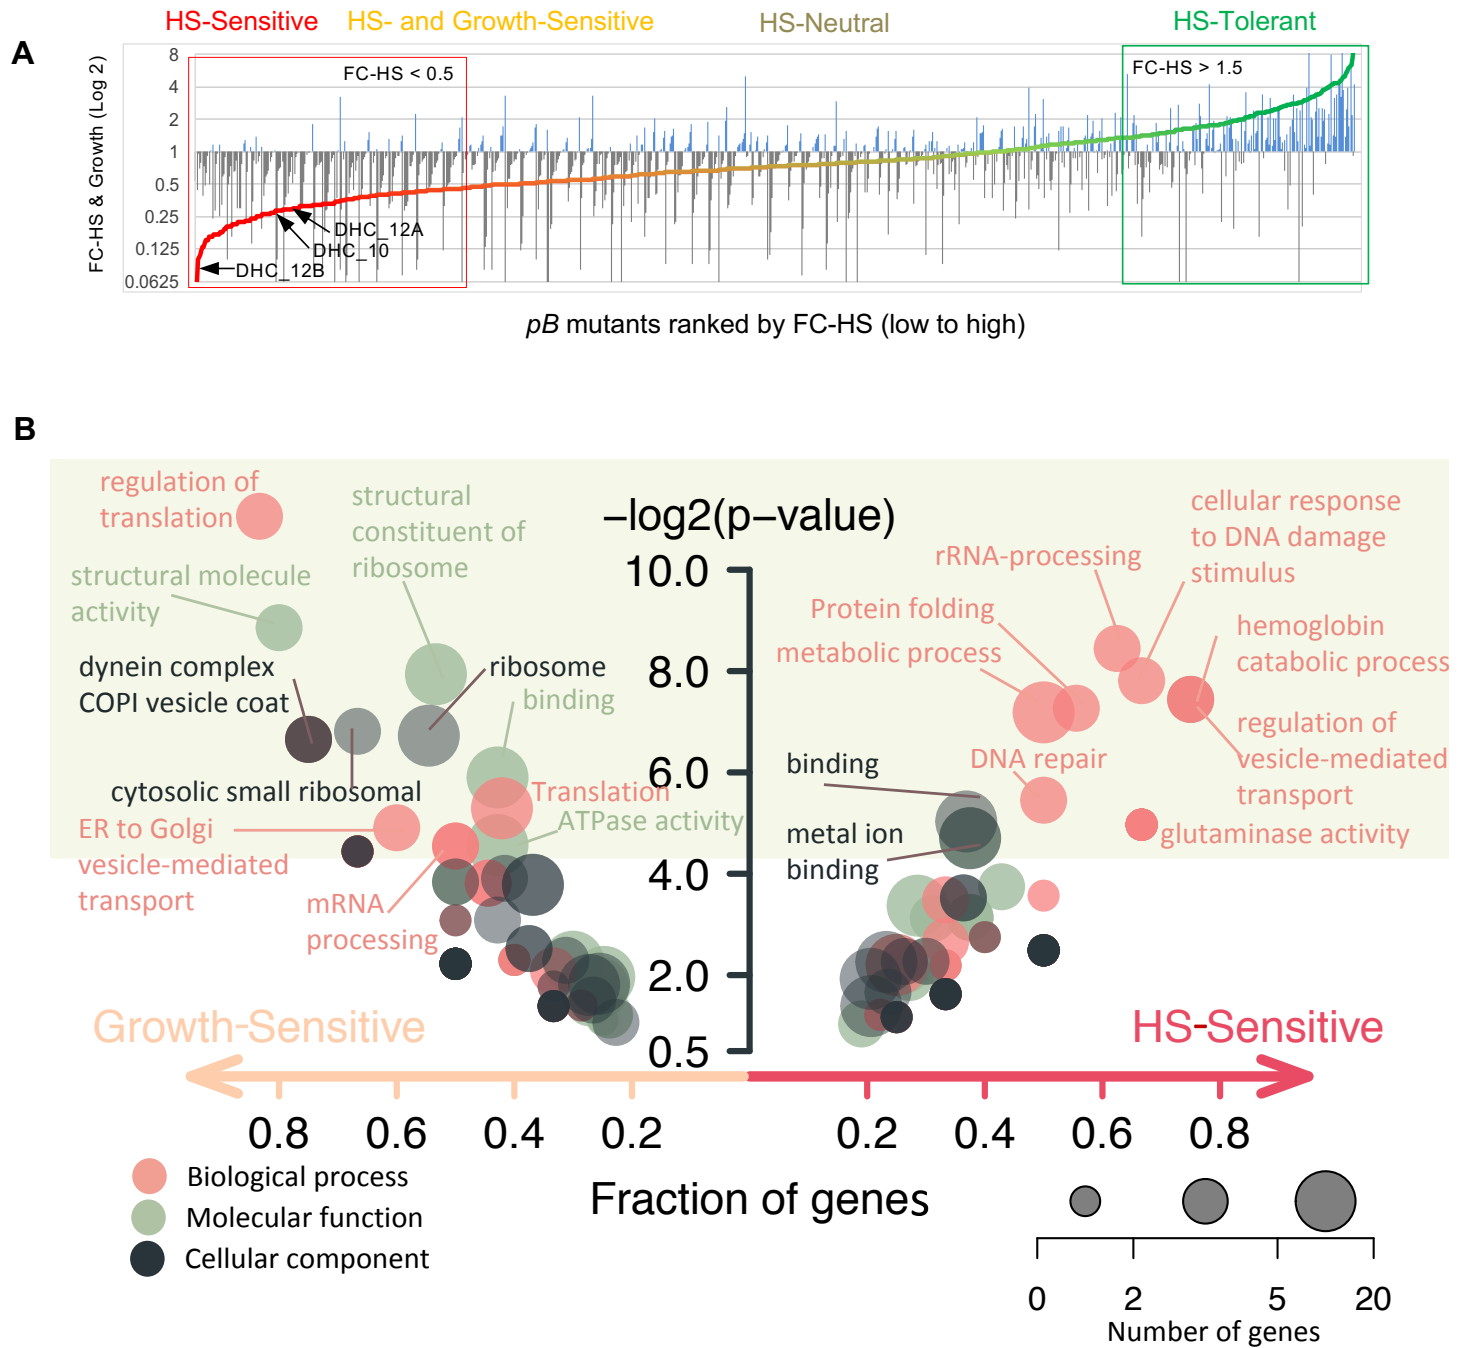 HS-Sensitive HS- and Growth-Sensitive HS-Neutral HS-Tolerant
A
FC-HS & Growth (Log 2)
8
4
2
1
0.5
0.25
0.125
0.0625
FC-HS < 0.5
FC-HS > 1.5
DHC_12A
DHC_10
DHC_12B
pB mutants ranked by FC-HS (low to high)
B
regulation of
translation
structural
constituent of
ribosome
structural molecule
activity
dynein complex
COPI vesicle coat
ribosome
binding
cytosolic small ribosomal
Translation
ATPase activity
ER to Golgi
vesicle-mediated
transport
mRNA
processing
−log2(p−value)
10.0
8.0
6.0
4.0
2.0
0.5
cellular response
to DNA damage
stimulus
rRNA-processing
Protein folding
metabolic process
hemoglobin
catabolic process
regulation of
vesicle-mediated
transport
DNA repair
binding
glutaminase activity
metal ion
binding
Growth-Sensitive
HS-Sensitive
0.8 0.6 0.4 0.2 0.2 0.4 0.6 0.8
Fraction of genes
Biological process
Molecular function
Cellular component
0 2 5 20
Number of genes